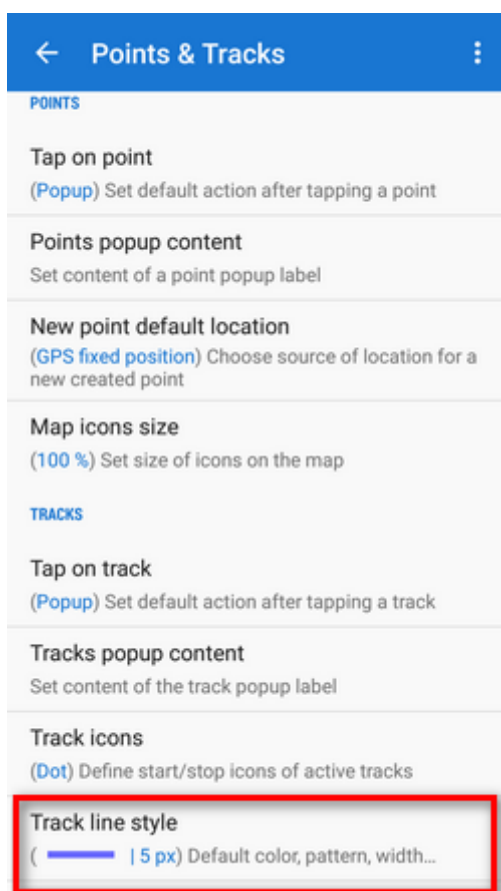 Points & Tracks
POINTS
Tap on point
(Popup) Set default action after tapping a point
Points popup content
Set content of a point popup label
New point default location
(GPS fixed position) Choose source of location for a
new created point
Map icons size
(100 %) Set size of icons on the map
TRACKS
Tap on track
(Popup) Set default action after tapping a track
Tracks popup content
Set content of the track popup label
Track icons
(Dot) Define start/stop icons of active tracks
Track line style
( | 5 px) Default color, pattern, width...